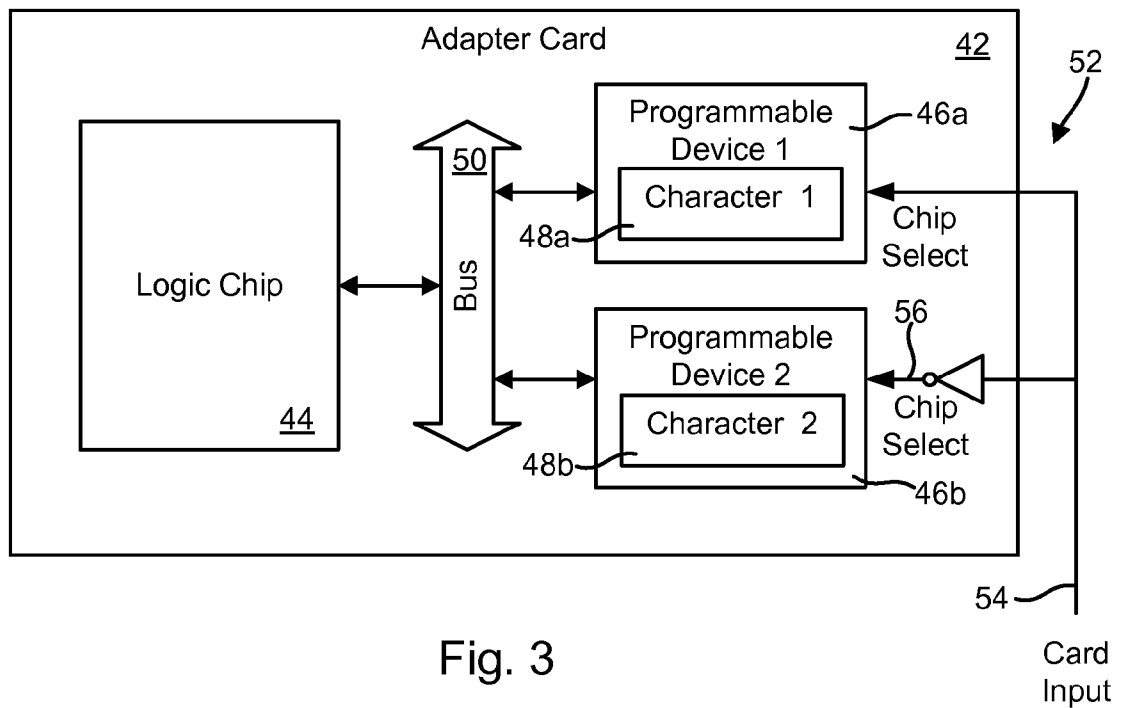 Adapter Card
42
52
Programmable
Device 1
46a
Character 1
48a
Chip
Select
50
Bus
Logic Chip
44
Programmable
Device 2
56
Character 2
48b
Chip
Select
46b
54
Card
Input
Fig. 3